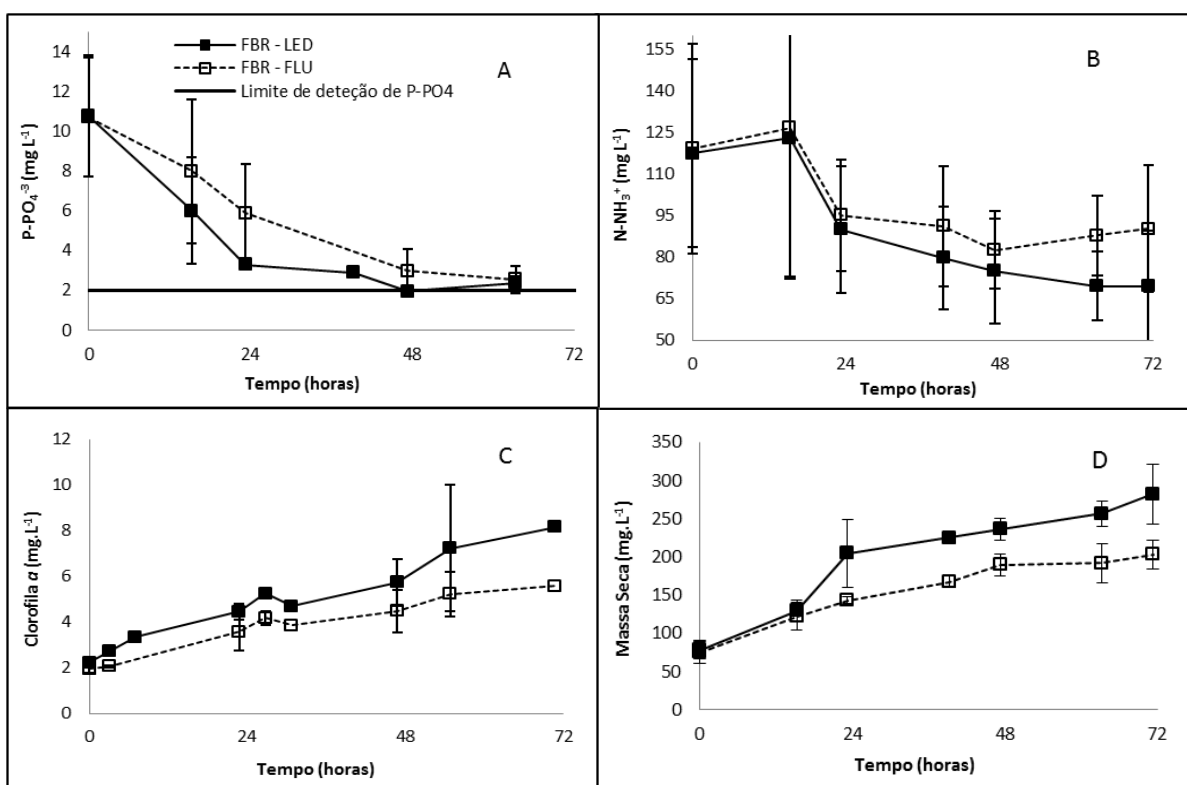 14
12
10
8
6
4
2
0
P-PO₄⁻³ (mg L⁻¹)
FBR - LED
FBR - FLU
Limite de deteção de P-PO4
A
0 24 48 72
Tempo (horas)
155
140
125
110
95
80
65
50
N-NH₃⁺ (mg L⁻¹)
B
0 24 48 72
Tempo (horas)
12
10
8
6
4
2
0
Clorofila a (mg.L⁻¹)
C
0 24 48 72
Tempo (horas)
350
300
250
200
150
100
50
0
Massa Seca (mg.L⁻¹)
D
0 24 48 72
Tempo (horas)